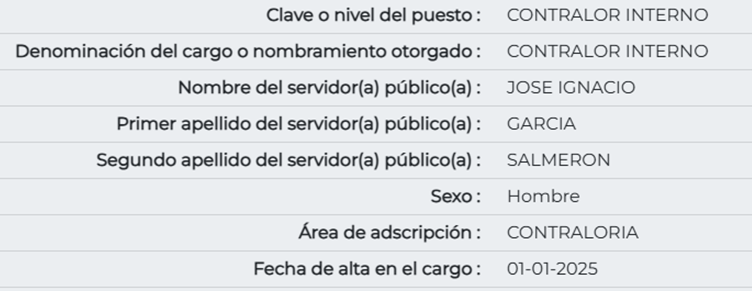 Clave o nivel del puesto : CONTRALOR INTERNO
Denominación del cargo o nombramiento otorgado : CONTRALOR INTERNO
Nombre del servidor(a) público(a) : JOSE IGNACIO
Primer apellido del servidor(a) público(a) : GARCIA
Segundo apellido del servidor(a) público(a) : SALMERON
Sexo : Hombre
Área de adscripción : CONTRALORIA
Fecha de alta en el cargo : 01-01-2025